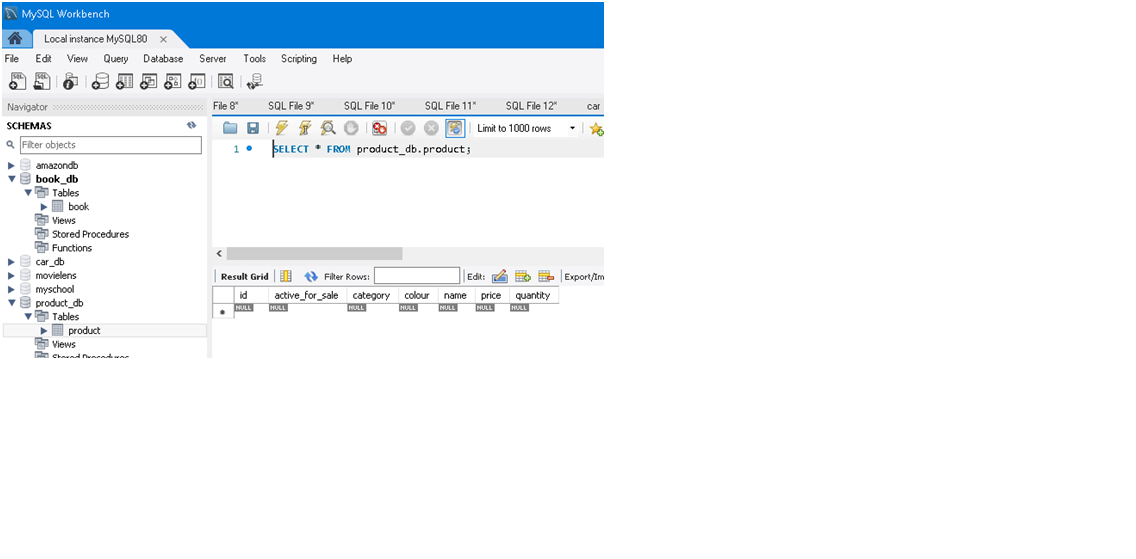 MySQL Workbench
Local instance MySQL80
File Edit View Query Database Server Tools Scripting Help
Navigator
SCHEMAS
Filter objects
amazondb
book_db
Tables
book
Views
Stored Procedures
Functions
car_db
movielens
myschool
product_db
Tables
product
Views
Stored Procedures
File 8* SQL File 9* SQL File 10* SQL File 11* SQL File 12* car
Limit to 1000 rows
1 SELECT * FROM product_db.product;
Result Grid Filter Rows: Edit: Export/Im
id active_for_sale category colour name price quantity
NULL NULL NULL NULL NULL NULL NULL